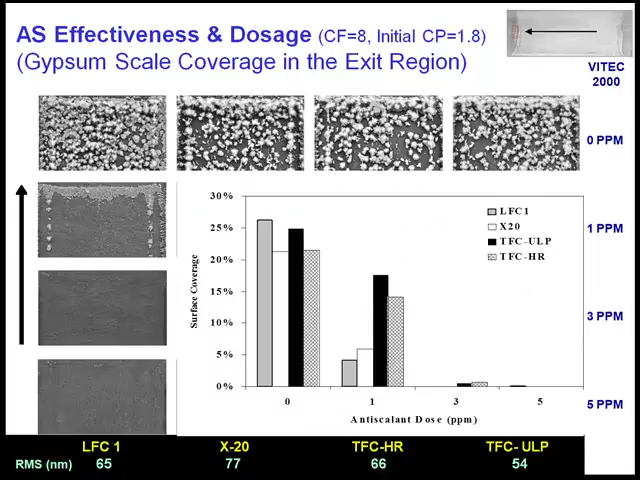 AS Effectiveness & Dosage (CF=8, Initial CP=1.8)
(Gypsum Scale Coverage in the Exit Region)
VITEC
2000
0 PPM
1 PPM
3 PPM
5 PPM
30%
25%
20%
15%
10%
5%
0%
Surface Coverage
LFC1
X20
TFC-ULP
TFC-HR
0 1 3 5
Antiscalant Dose (ppm)
LFC 1 X-20 TFC-HR TFC- ULP
RMS (nm) 65 77 66 54